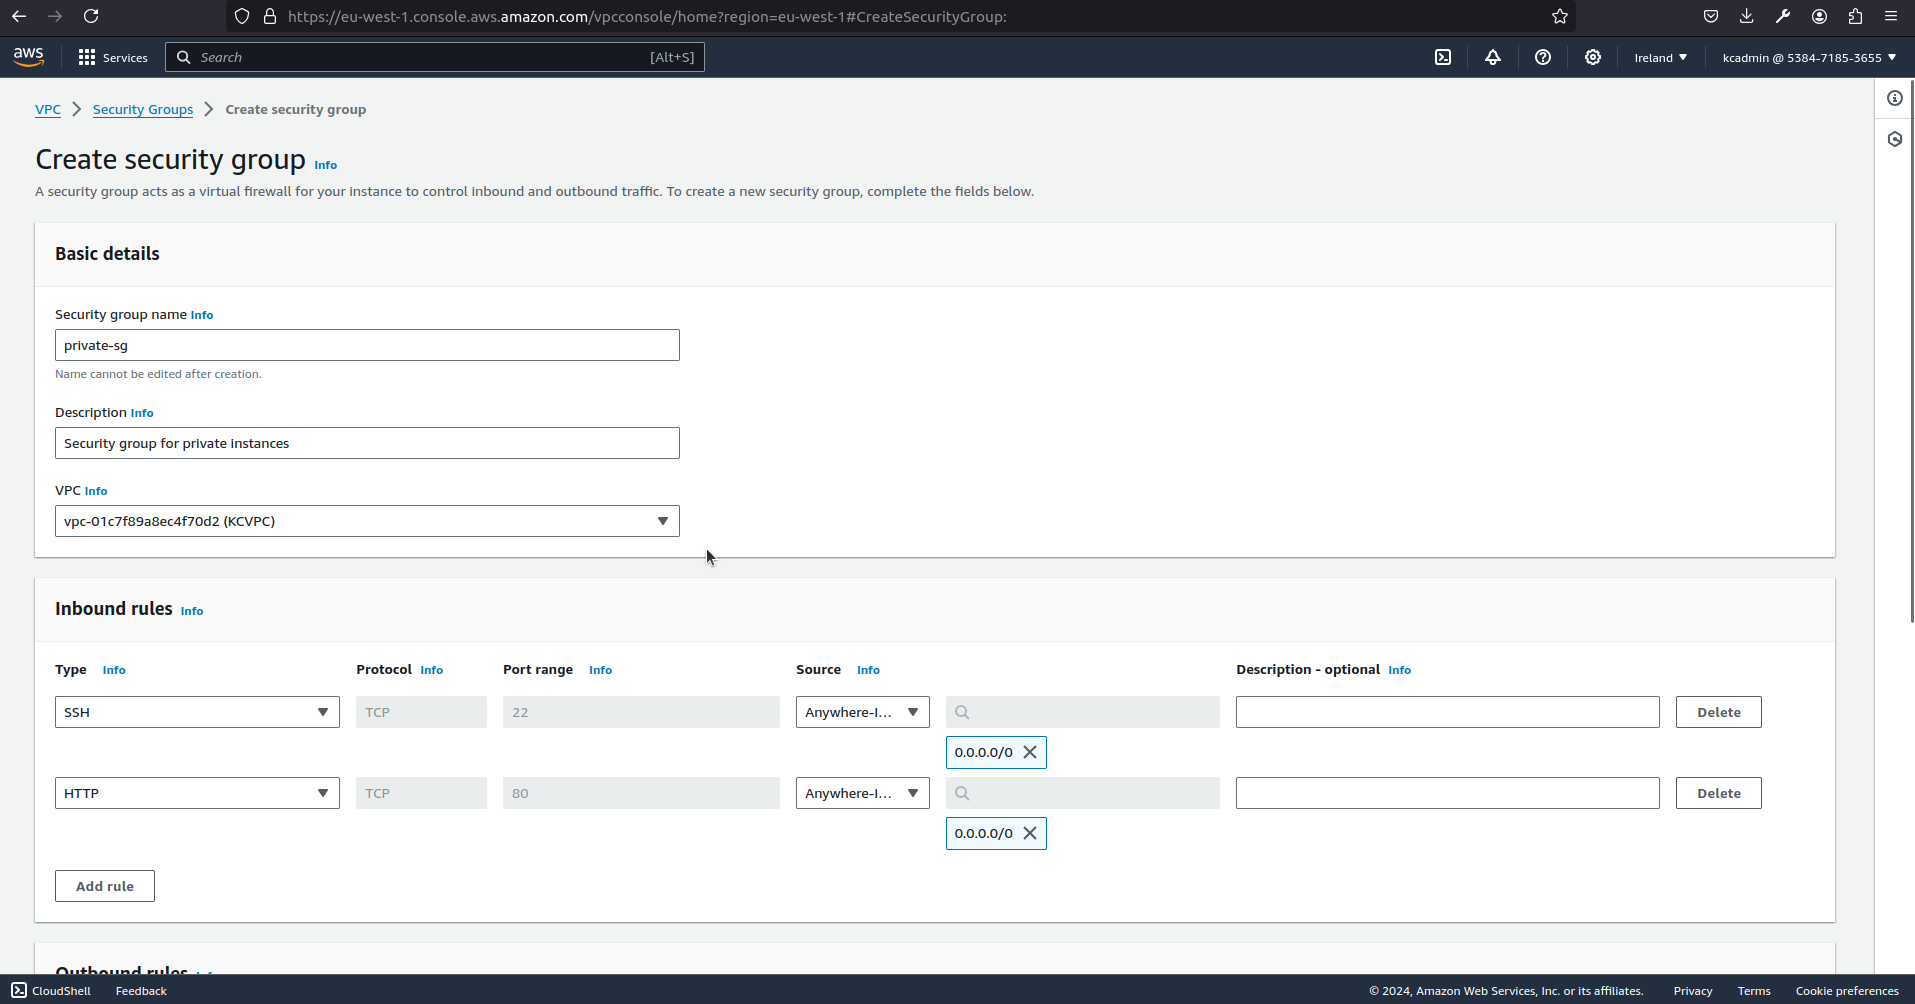 https://eu-west-1.console.aws.amazon.com/vpcconsole/home?region=eu-west-1#CreateSecurityGroup:
aws Services Search [Alt+S] Ireland kcadmin @ 5384-7185-3655
VPC Security Groups Create security group
Create security group Info
A security group acts as a virtual firewall for your instance to control inbound and outbound traffic. To create a new security group, complete the fields below.
Basic details
Security group name Info
private-sg
Name cannot be edited after creation.
Description Info
Security group for private instances
VPC Info
vpc-01c7f89a8ec4f70d2 (KCVPC)
Inbound rules Info
Type Info Protocol Info Port range Info Source Info Description - optional Info
SSH TCP 22 Anywhere-I... Delete
0.0.0.0/0
HTTP TCP 80 Anywhere-I... Delete
0.0.0.0/0
Add rule
Outbound rules Info
CloudShell Feedback © 2024, Amazon Web Services, Inc. or its affiliates. Privacy Terms Cookie preferences